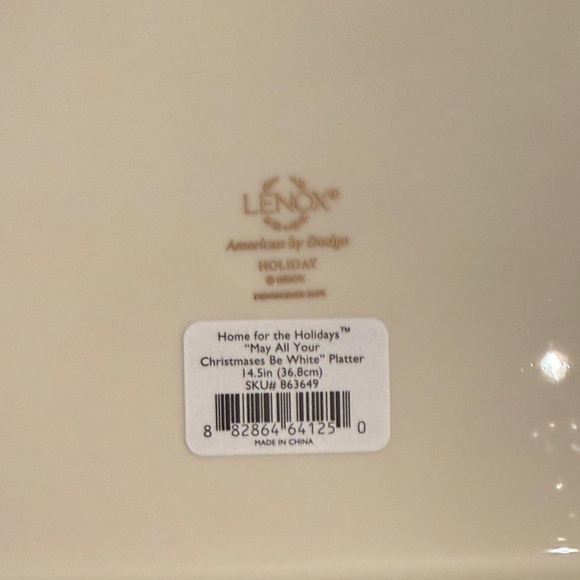 LENOX®
American by Design
HOLIDAY
© LENOX
Home for the Holidays™
"May All Your
Christmases Be White" Platter
14.5in (36.8cm)
SKU# 863649
8 82864 64125 0
MADE IN CHINA